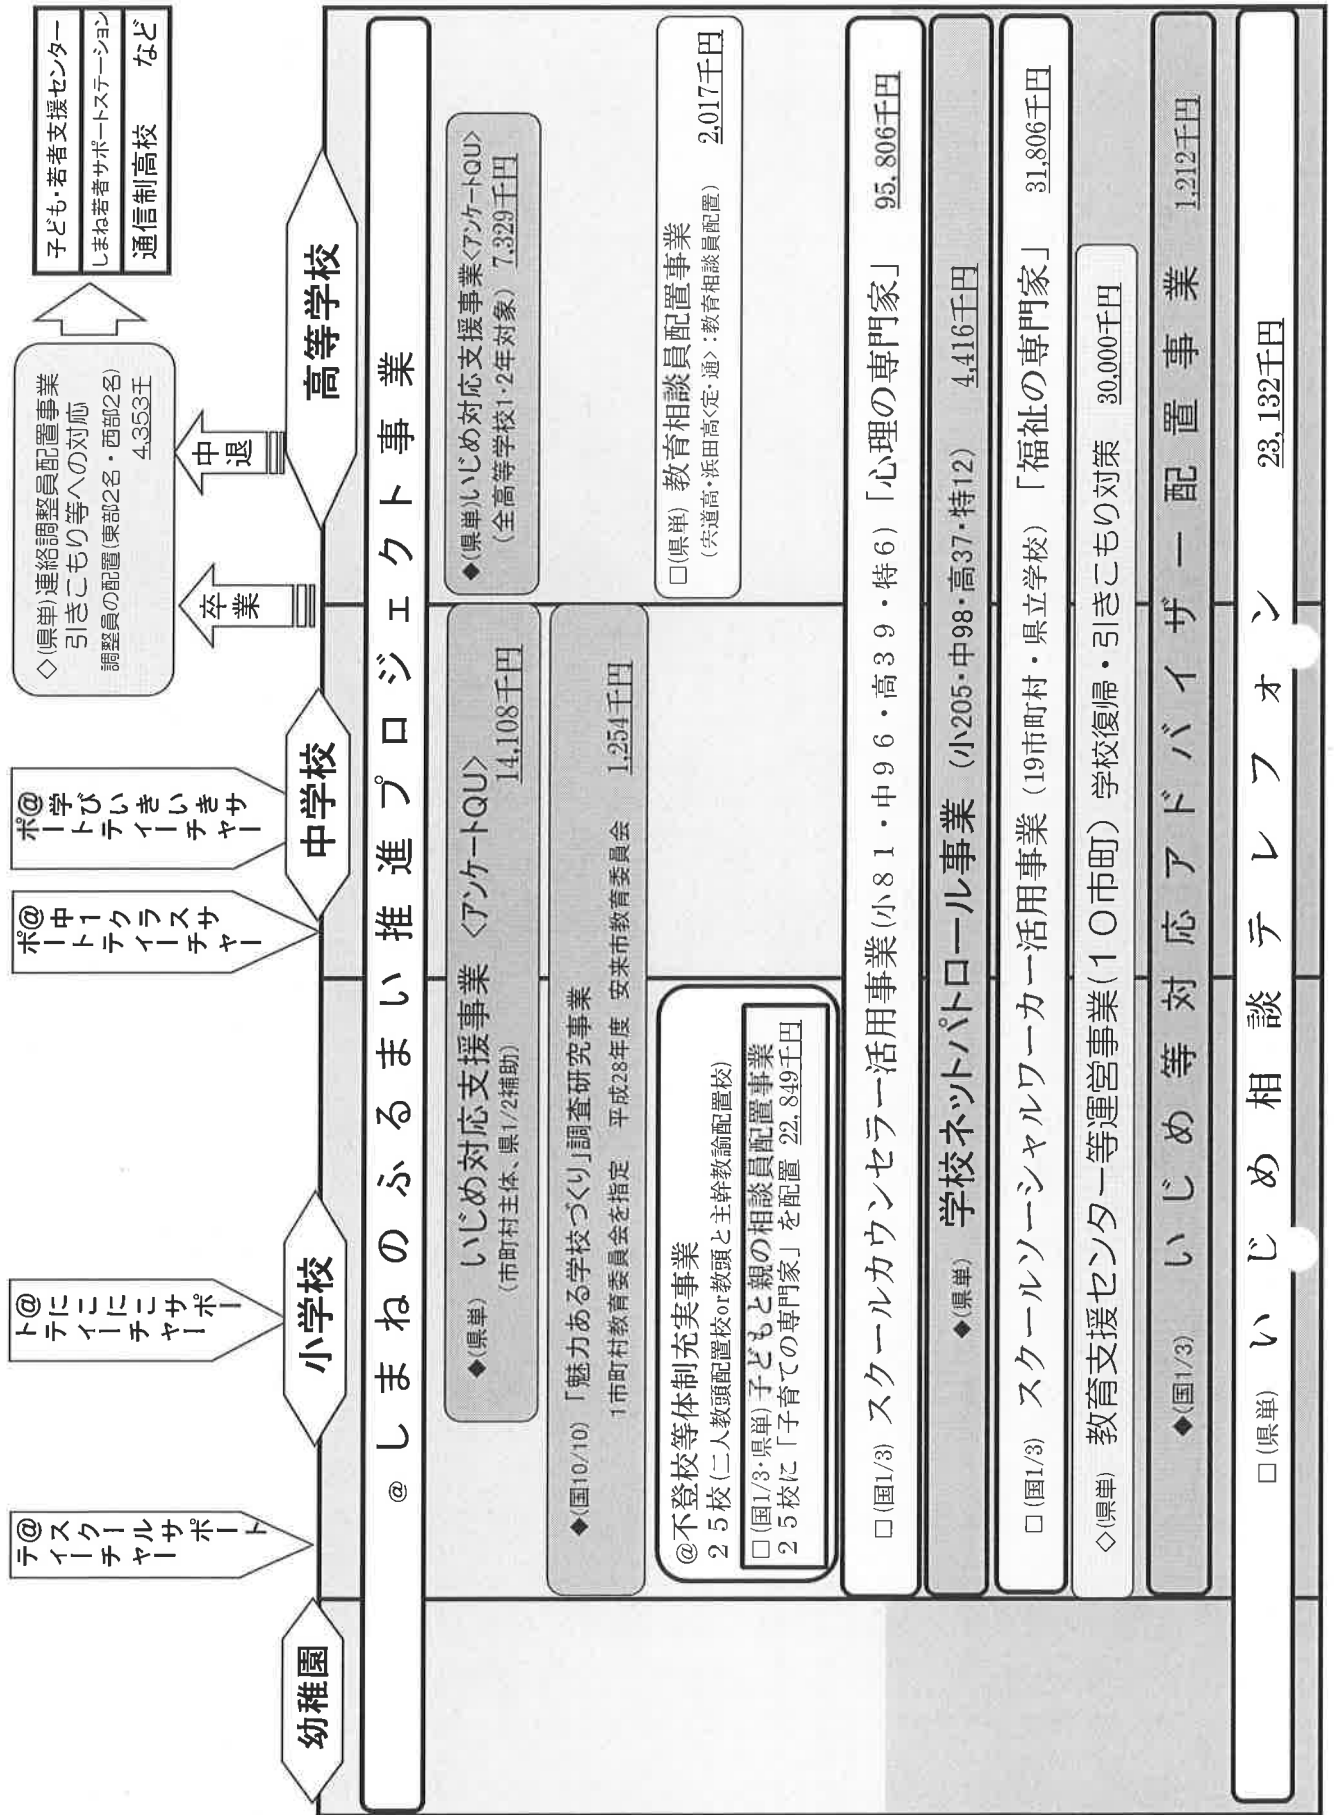 @スクールサポートティーチャー
@にこにこサポートティーチャー
@中1クラスサポートティーチャー
@学びいきいきサポートティーチャー
◇(県単)連絡調整員配置事業
引きこもり等への対応
調整員の配置(東部2名・西部2名)
4,353千
子ども・若者支援センター
しまね若者サポートステーション
通信制高校 など
卒業
中退
幼稚園
小学校
中学校
高等学校
@ しまねのふるまい推進プロジェクト事業
◆(県単) いじめ対応支援事業 <アンケートQU>
(市町村主体、県1/2補助) 14,108千円
◆(県単)いじめ対応支援事業<アンケートQU>
(全高等学校1・2年対象) 7,329千円
◆(国10/10)「魅力ある学校づくり」調査研究事業
1市町村教育委員会を指定 平成28年度 安来市教育委員会 1,254千円
@不登校等体制充実事業
25校(二人教頭配置校or教頭と主幹教諭配置校)
□(国1/3・県単)子どもと親の相談員配置事業
25校に「子育ての専門家」を配置 22,849千円
□(県単) 教育相談員配置事業
(宍道高・浜田高<定・通>:教育相談員配置) 2,017千円
□(国1/3) スクールカウンセラー活用事業(小81・中96・高39・特6)「心理の専門家」 95,806千円
◆(県単) 学校ネットパトロール事業 (小205・中98・高37・特12) 4,416千円
□(国1/3) スクールソーシャルワーカー活用事業(19市町村・県立学校)「福祉の専門家」 31,806千円
◇(県単) 教育支援センター等運営事業(10市町)学校復帰・引きこもり対策 30,000千円
◆(国1/3) いじめ等対応アドバイザー配置事業 1,212千円
□(県単) いじめ相談テレフォン 23,132千円